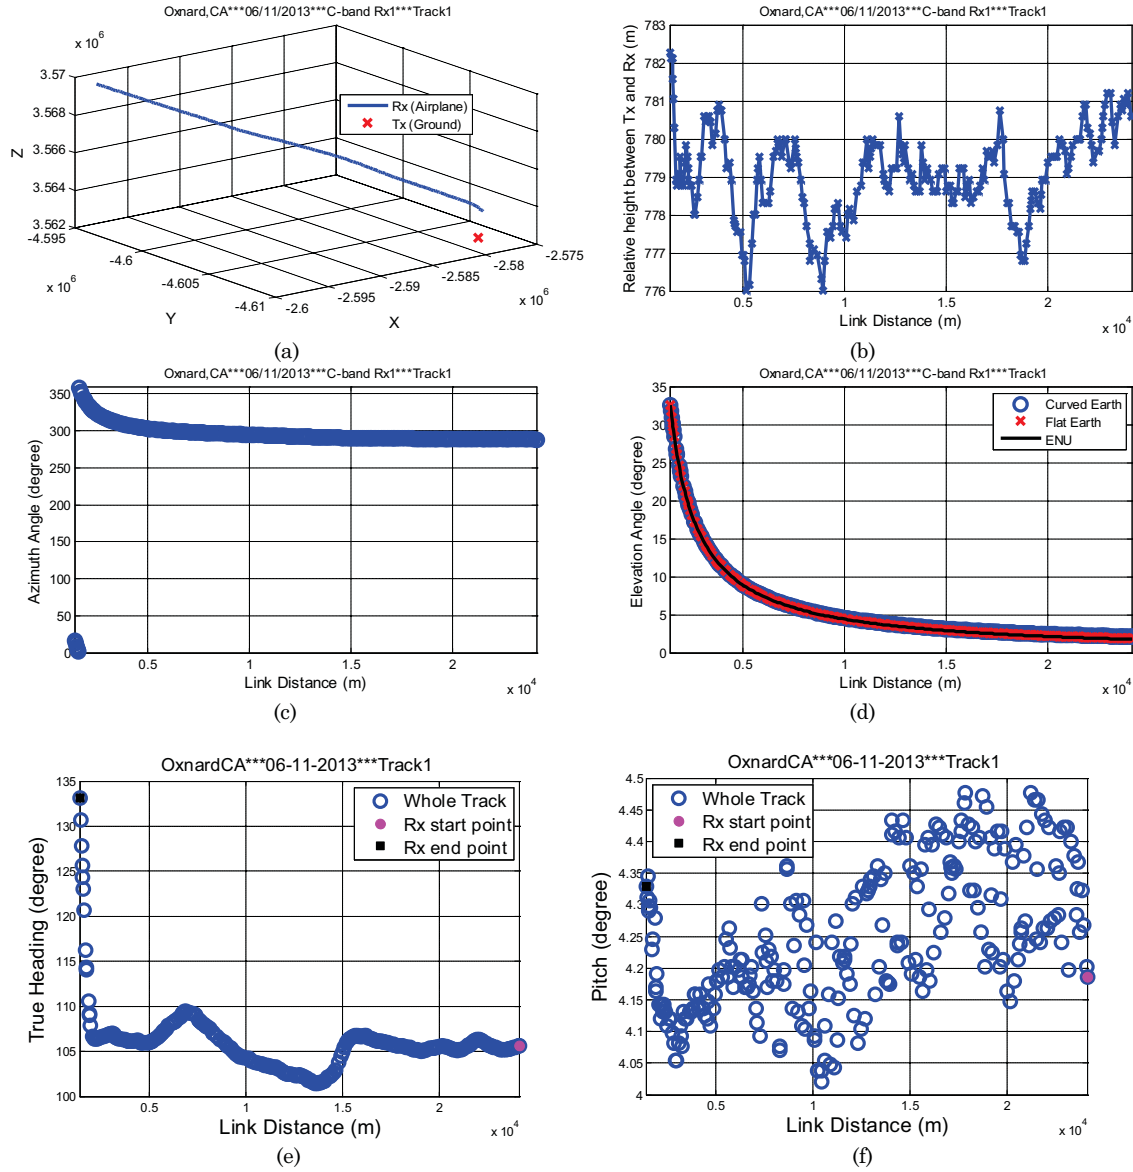 Oxnard,CA***06/11/2013***C-band Rx1***Track1
x 10^6
3.57
3.568
3.566
3.564
3.562
Z
Rx (Airplane)
Tx (Ground)
-4.595
-4.6
-4.605
-4.61
x 10^6
Y
-2.6
-2.595
-2.59
-2.585
-2.58
-2.575
x 10^6
X
(a)
Oxnard,CA***06/11/2013***C-band Rx1***Track1
Relative height between Tx and Rx (m)
783
782
781
780
779
778
777
776
0.5
1
1.5
2
x 10^4
Link Distance (m)
(b)
Oxnard,CA***06/11/2013***C-band Rx1***Track1
Azimuth Angle (degree)
350
300
250
200
150
100
50
0
0.5
1
1.5
2
x 10^4
Link Distance (m)
(c)
Oxnard,CA***06/11/2013***C-band Rx1***Track1
Elevation Angle (degree)
35
30
25
20
15
10
5
0
Curved Earth
Flat Earth
ENU
0.5
1
1.5
2
x 10^4
Link Distance (m)
(d)
OxnardCA***06-11-2013***Track1
True Heading (degree)
135
130
125
120
115
110
105
100
Whole Track
Rx start point
Rx end point
0.5
1
1.5
2
x 10^4
Link Distance (m)
(e)
OxnardCA***06-11-2013***Track1
Pitch (degree)
4.5
4.45
4.4
4.35
4.3
4.25
4.2
4.15
4.1
4.05
4
Whole Track
Rx start point
Rx end point
0.5
1
1.5
2
x 10^4
Link Distance (m)
(f)